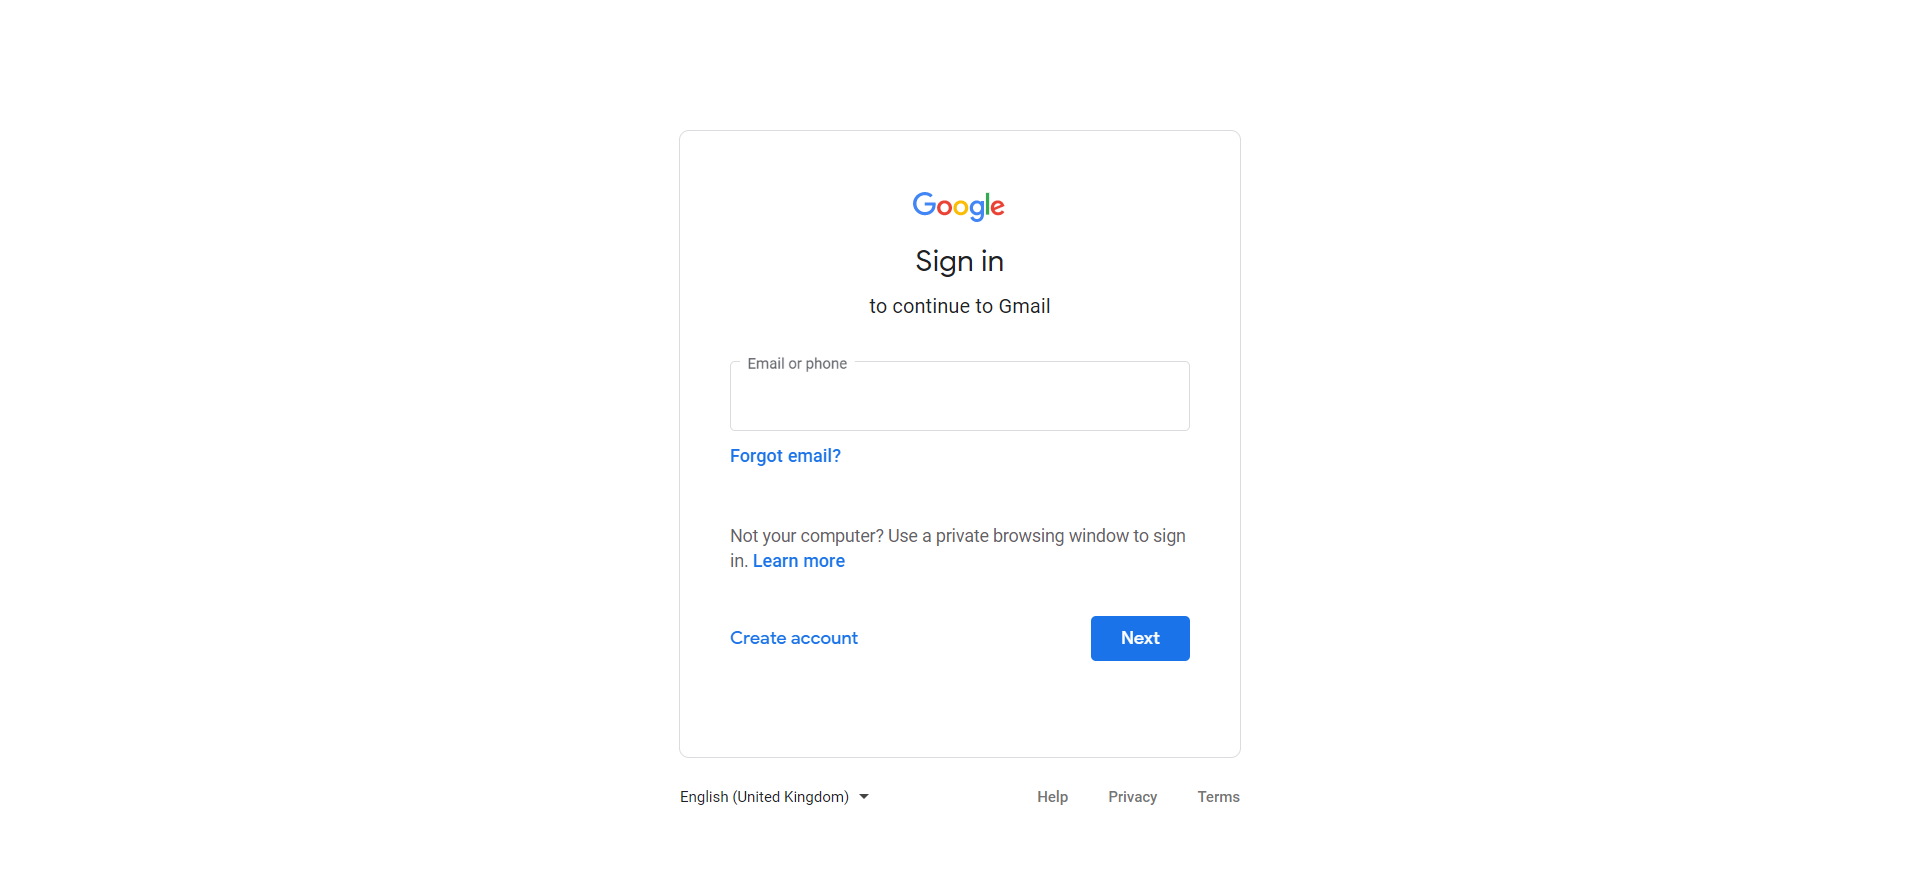 Google
Sign in
to continue to Gmail
Email or phone
Forgot email?
Not your computer? Use a private browsing window to sign
in. Learn more
Create account
Next
English (United Kingdom)
Help
Privacy
Terms